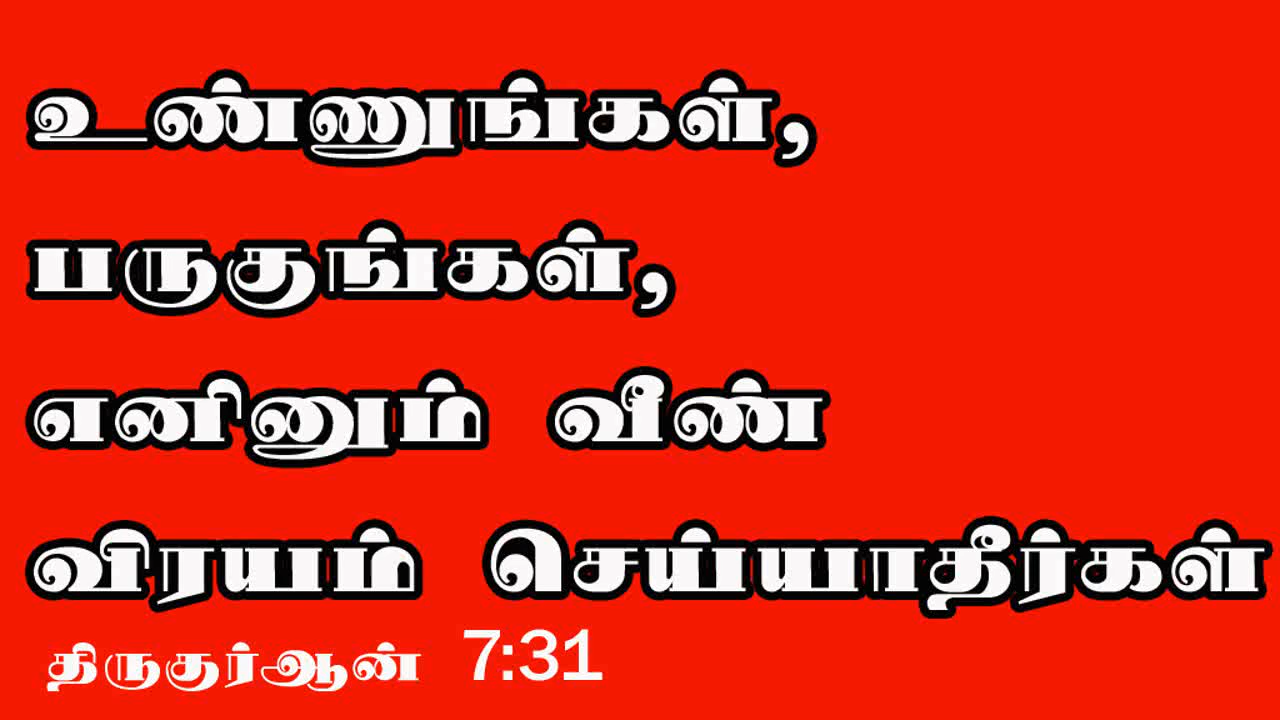 உண்ணுங்கள்,
பருகுங்கள்,
எனினும் வீண்
விரயம் செய்யாதீர்கள்
திருகுர்ஆன் 7:31